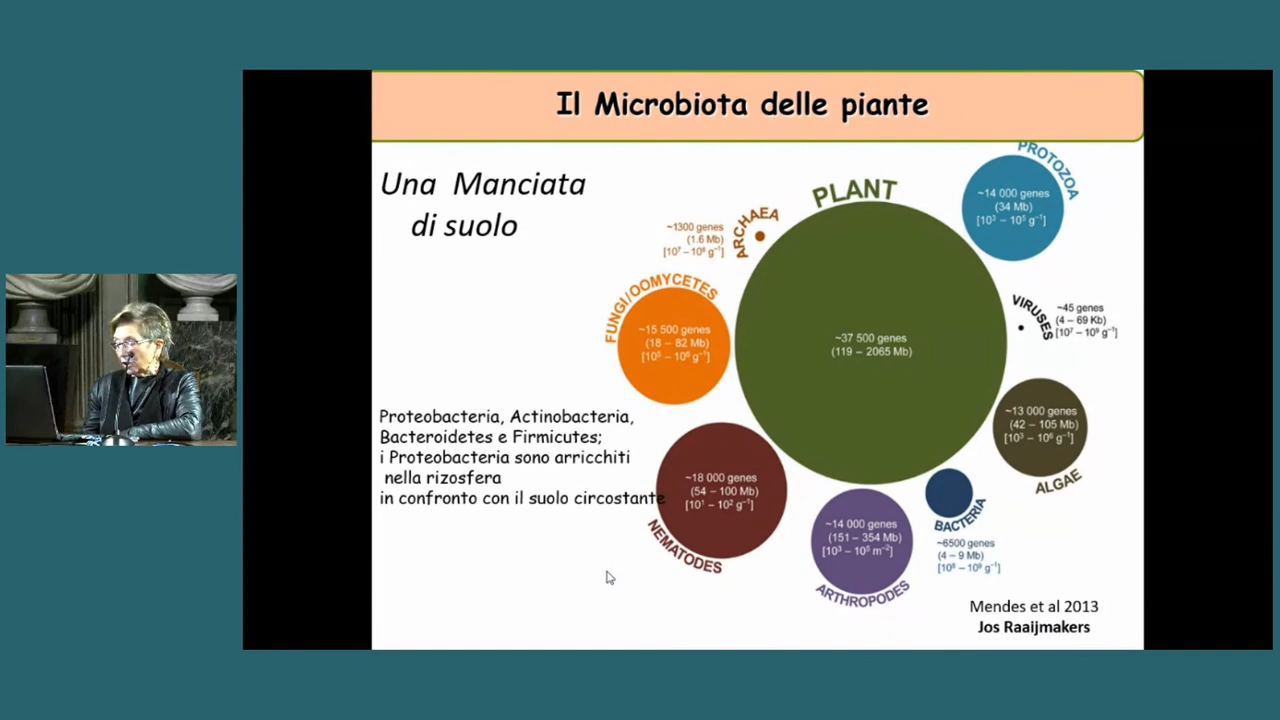 Il Microbiota delle piante
Una Manciata
di suolo
Proteobacteria, Actinobacteria,
Bacteroidetes e Firmicutes;
i Proteobacteria sono arricchiti
nella rizosfera
in confronto con il suolo circostante
PLANT
~37 500 genes
(119 – 2065 Mb)
PROTOZOA
~14 000 genes
(34 Mb)
[10³ – 10⁵ g⁻¹]
VIRUSES
~45 genes
(4 – 69 Kb)
[10⁷ – 10⁹ g⁻¹]
~13 000 genes
(42 – 105 Mb)
[10³ – 10⁶ g⁻¹]
ALGAE
BACTERIA
~6500 genes
(4 – 9 Mb)
[10⁸ – 10⁹ g⁻¹]
~14 000 genes
(151 – 354 Mb)
[10³ – 10⁵ m⁻²]
ARTHROPODES
~18 000 genes
(54 – 100 Mb)
[10¹ – 10² g⁻¹]
NEMATODES
FUNGI/OOMYCETES
~15 500 genes
(18 – 82 Mb)
[10⁵ – 10⁶ g⁻¹]
ARCHAEA
~1300 genes
(1.6 Mb)
[10⁷ – 10⁸ g⁻¹]
Mendes et al 2013
Jos Raaijmakers